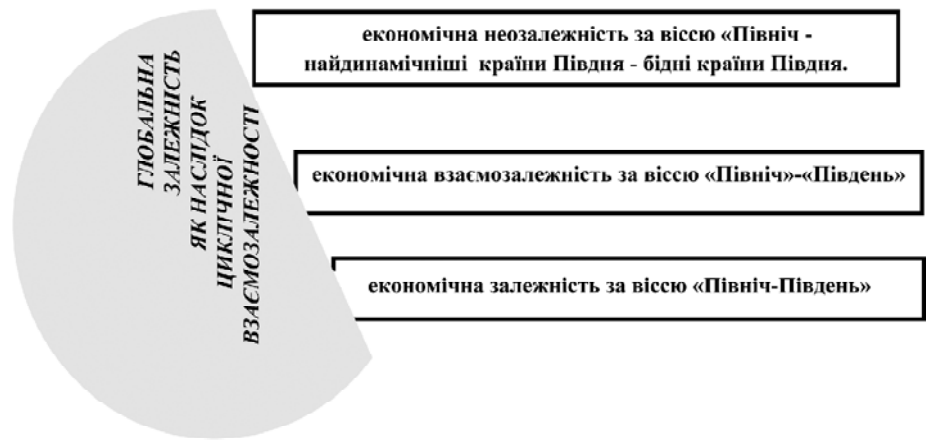 ГЛОБАЛЬНА
ЗАЛЕЖНІСТЬ
ЯК НАСЛІДОК
ЦИКЛІЧНОЇ
ВЗАЄМОЗАЛЕЖНОСТІ
економічна неозалежність за віссю «Північ -
найдинамічніші країни Півдня - бідні країни Півдня.
економічна взаємозалежність за віссю «Північ»-«Південь»
економічна залежність за віссю «Північ-Південь»